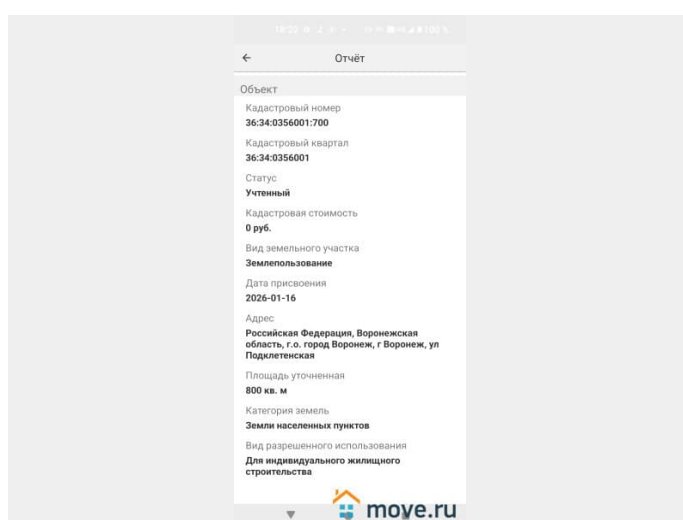 Отчёт
Объект
Кадастровый номер
36:34:0356001:700
Кадастровый квартал
36:34:0356001
Статус
Учтенный
Кадастровая стоимость
0 руб.
Вид земельного участка
Землепользование
Дата присвоения
2026-01-16
Адрес
Российская Федерация, Воронежская
область, г.о. город Воронеж, г Воронеж, ул
Подклетенская
Площадь уточненная
800 кв. м
Категория земель
Земли населенных пунктов
Вид разрешенного использования
Для индивидуального жилищного
строительства
move.ru